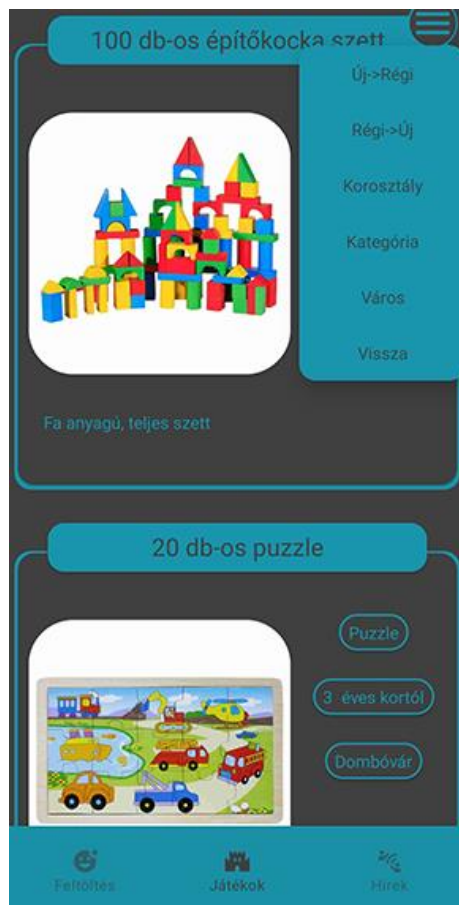 100 db-os építőkocka szett
Új->Régi
Régi->Új
Korosztály
Kategória
Város
Vissza
Fa anyagú, teljes szett
20 db-os puzzle
Puzzle
3 éves kortól
Dombóvár
Feltöltés
Játékok
Hírek